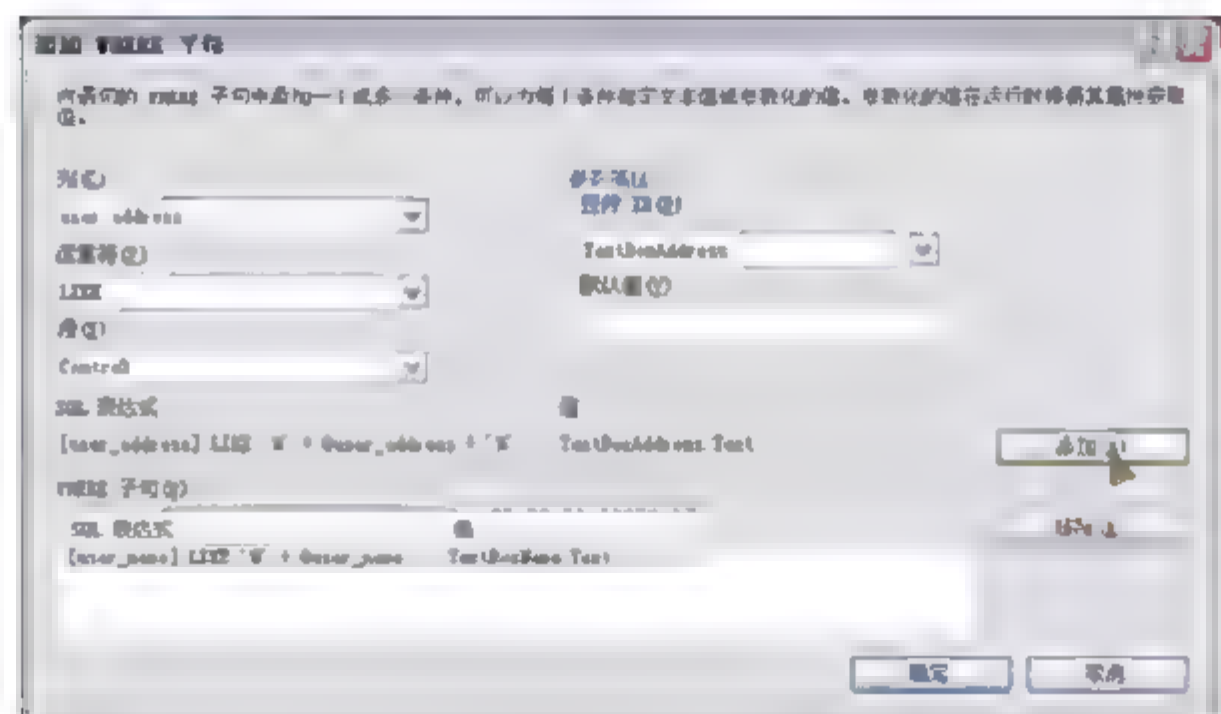 添加 WHERE 子句
向查询的 WHERE 子句中添加一个或多个条件。可以为每个条件指定文本值或参数化的值。参数化的值在运行时根据其属性获取
值。
列(C)
参数属性
user_address
控件 ID(D)
运算符(P)
TextBoxAddress
LIKE
默认值(V)
源(S)
Control
SQL 表达式
值
[user_address] LIKE '%' + @user_address + '%'
TextBoxAddress.Text
添加
WHERE 子句(W)
SQL 表达式
值
移除
[user_name] LIKE '%' + @user_name
TextBoxName.Text
确定
取消